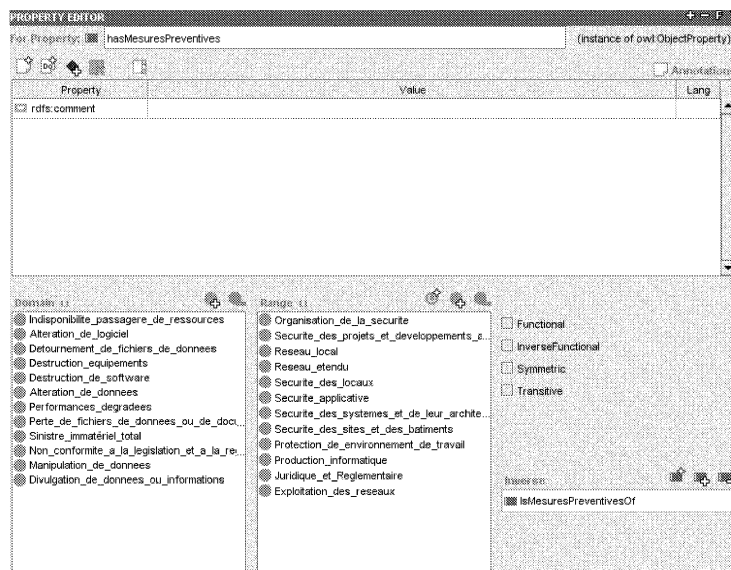 PROPERTY EDITOR
For Property: hasMesuresPreventives (instance of owl:ObjectProperty)
Annotations
Property Value Lang
rdfs:comment
Domain
Indisponibilite_passagere_de_ressources
Alteration_de_logiciel
Detournement_de_fichiers_de_donnees
Destruction_equipements
Destruction_de_software
Alteration_de_donnees
Performances_degradees
Perte_de_fichiers_de_donnees_ou_de_docu...
Sinistre_immatériel_total
Non_conformite_a_la_legislation_et_a_la_re...
Manipulation_de_donnees
Divulgation_de_donnees_ou_informations
Range
Organisation_de_la_securite
Securite_des_projets_et_developpements_a...
Reseau_local
Reseau_etendu
Securite_des_locaux
Securite_applicative
Securite_des_systemes_et_de_leur_archite...
Securite_des_sites_et_des_batiments
Protection_de_environnement_de_travail
Production_informatique
Juridique_et_Reglementaire
Exploitation_des_reseaux
Functional
InverseFunctional
Symmetric
Transitive
Inverse
IsMesuresPreventivesOf